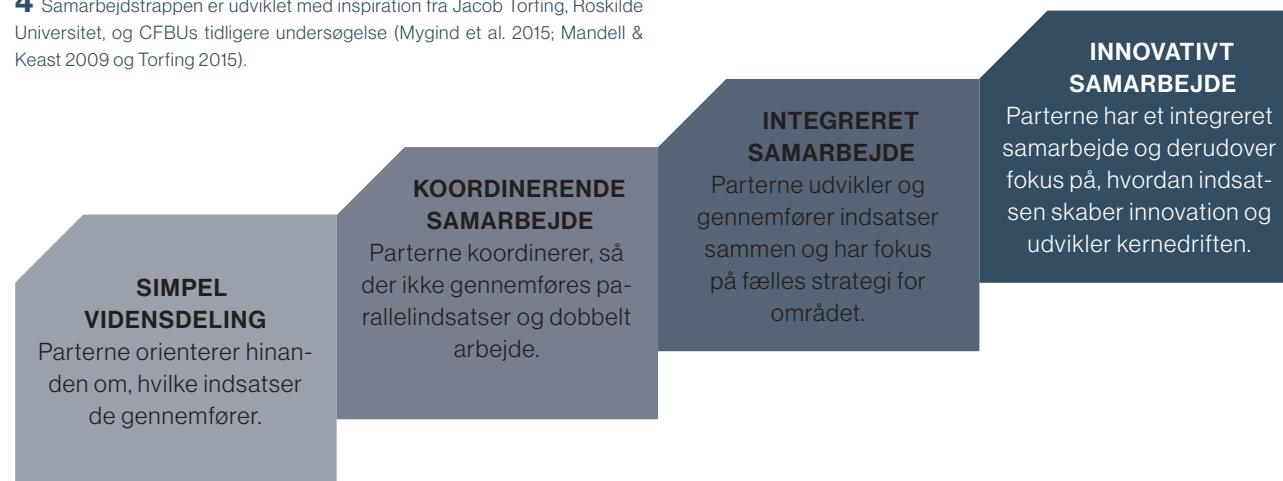 4 Samarbejdstrappen er udviklet med inspiration fra Jacob Torfing, Roskilde
Universitet, og CFBUs tidligere undersøgelse (Mygind et al. 2015; Mandell &
Keast 2009 og Torfing 2015).
SIMPEL
VIDENSDELING
Parterne orienterer hinan-
den om, hvilke indsatser
de gennemfører.
KOORDINERENDE
SAMARBEJDE
Parterne koordinerer, så
der ikke gennemføres pa-
rallelindsatser og dobbelt
arbejde.
INTEGRERET
SAMARBEJDE
Parterne udvikler og
gennemfører indsatser
sammen og har fokus
på fælles strategi for
området.
INNOVATIVT
SAMARBEJDE
Parterne har et integreret
samarbejde og derudover
fokus på, hvordan indsat-
sen skaber innovation og
udvikler kernedriften.